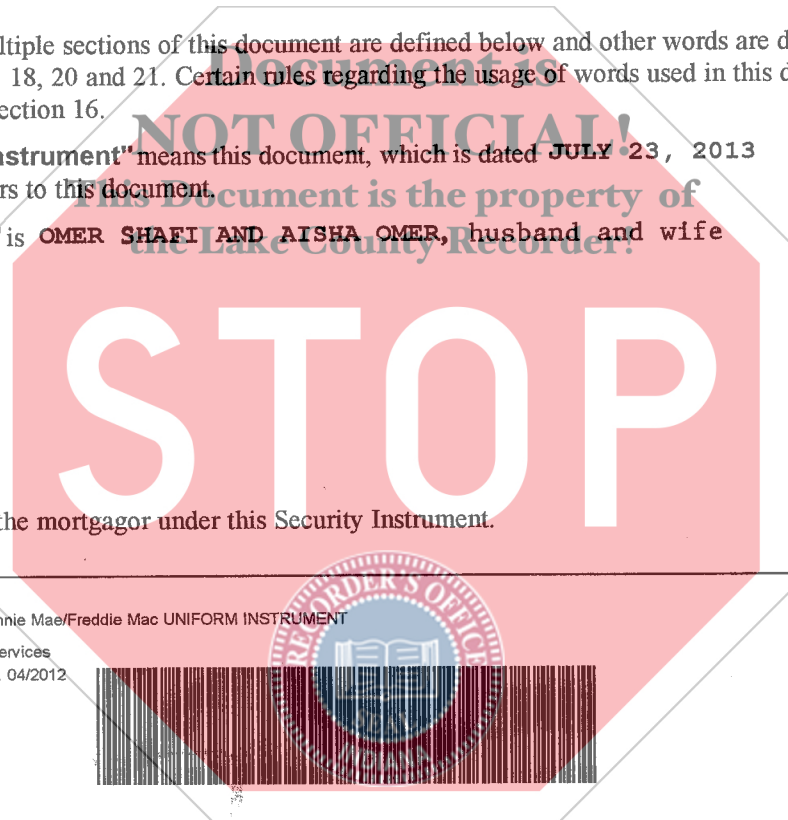 ltiple sections of this document are defined below and other words are d
Document is
18, 20 and 21. Certain rules regarding the usage of words used in this d
ection 16.
NOT OFFICIAL!
nstrument" means this document, which is dated JULY 23, 2013
rs to this document.
This Document is the property of
is OMER SHAFI AND AISHA OMER, husband and wife
the Lake County Recorder!
STOP
the mortgagor under this Security Instrument.
nnie Mae/Freddie Mac UNIFORM INSTRUMENT
ervices
04/2012
RECORDER'S OFFICE
SEAL
INDIANA